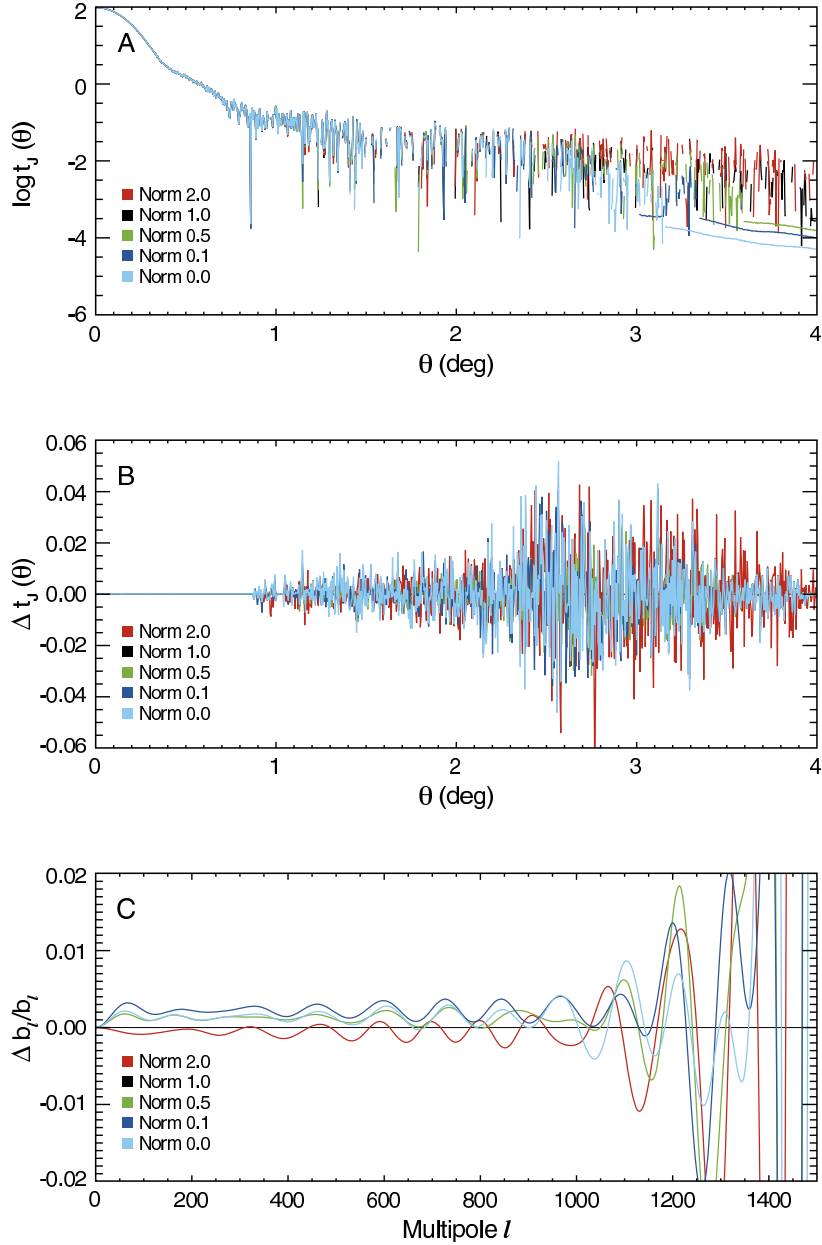 A
log t_J (θ)
2
0
-2
-4
-6
Norm 2.0
Norm 1.0
Norm 0.5
Norm 0.1
Norm 0.0
0 1 2 3 4
θ (deg)
B
Δ t_J (θ)
0.06
0.04
0.02
0.00
-0.02
-0.04
-0.06
Norm 2.0
Norm 1.0
Norm 0.5
Norm 0.1
Norm 0.0
0 1 2 3 4
θ (deg)
C
Δ b_l/b_l
0.02
0.01
0.00
-0.01
-0.02
Norm 2.0
Norm 1.0
Norm 0.5
Norm 0.1
Norm 0.0
0 200 400 600 800 1000 1200 1400
Multipole l